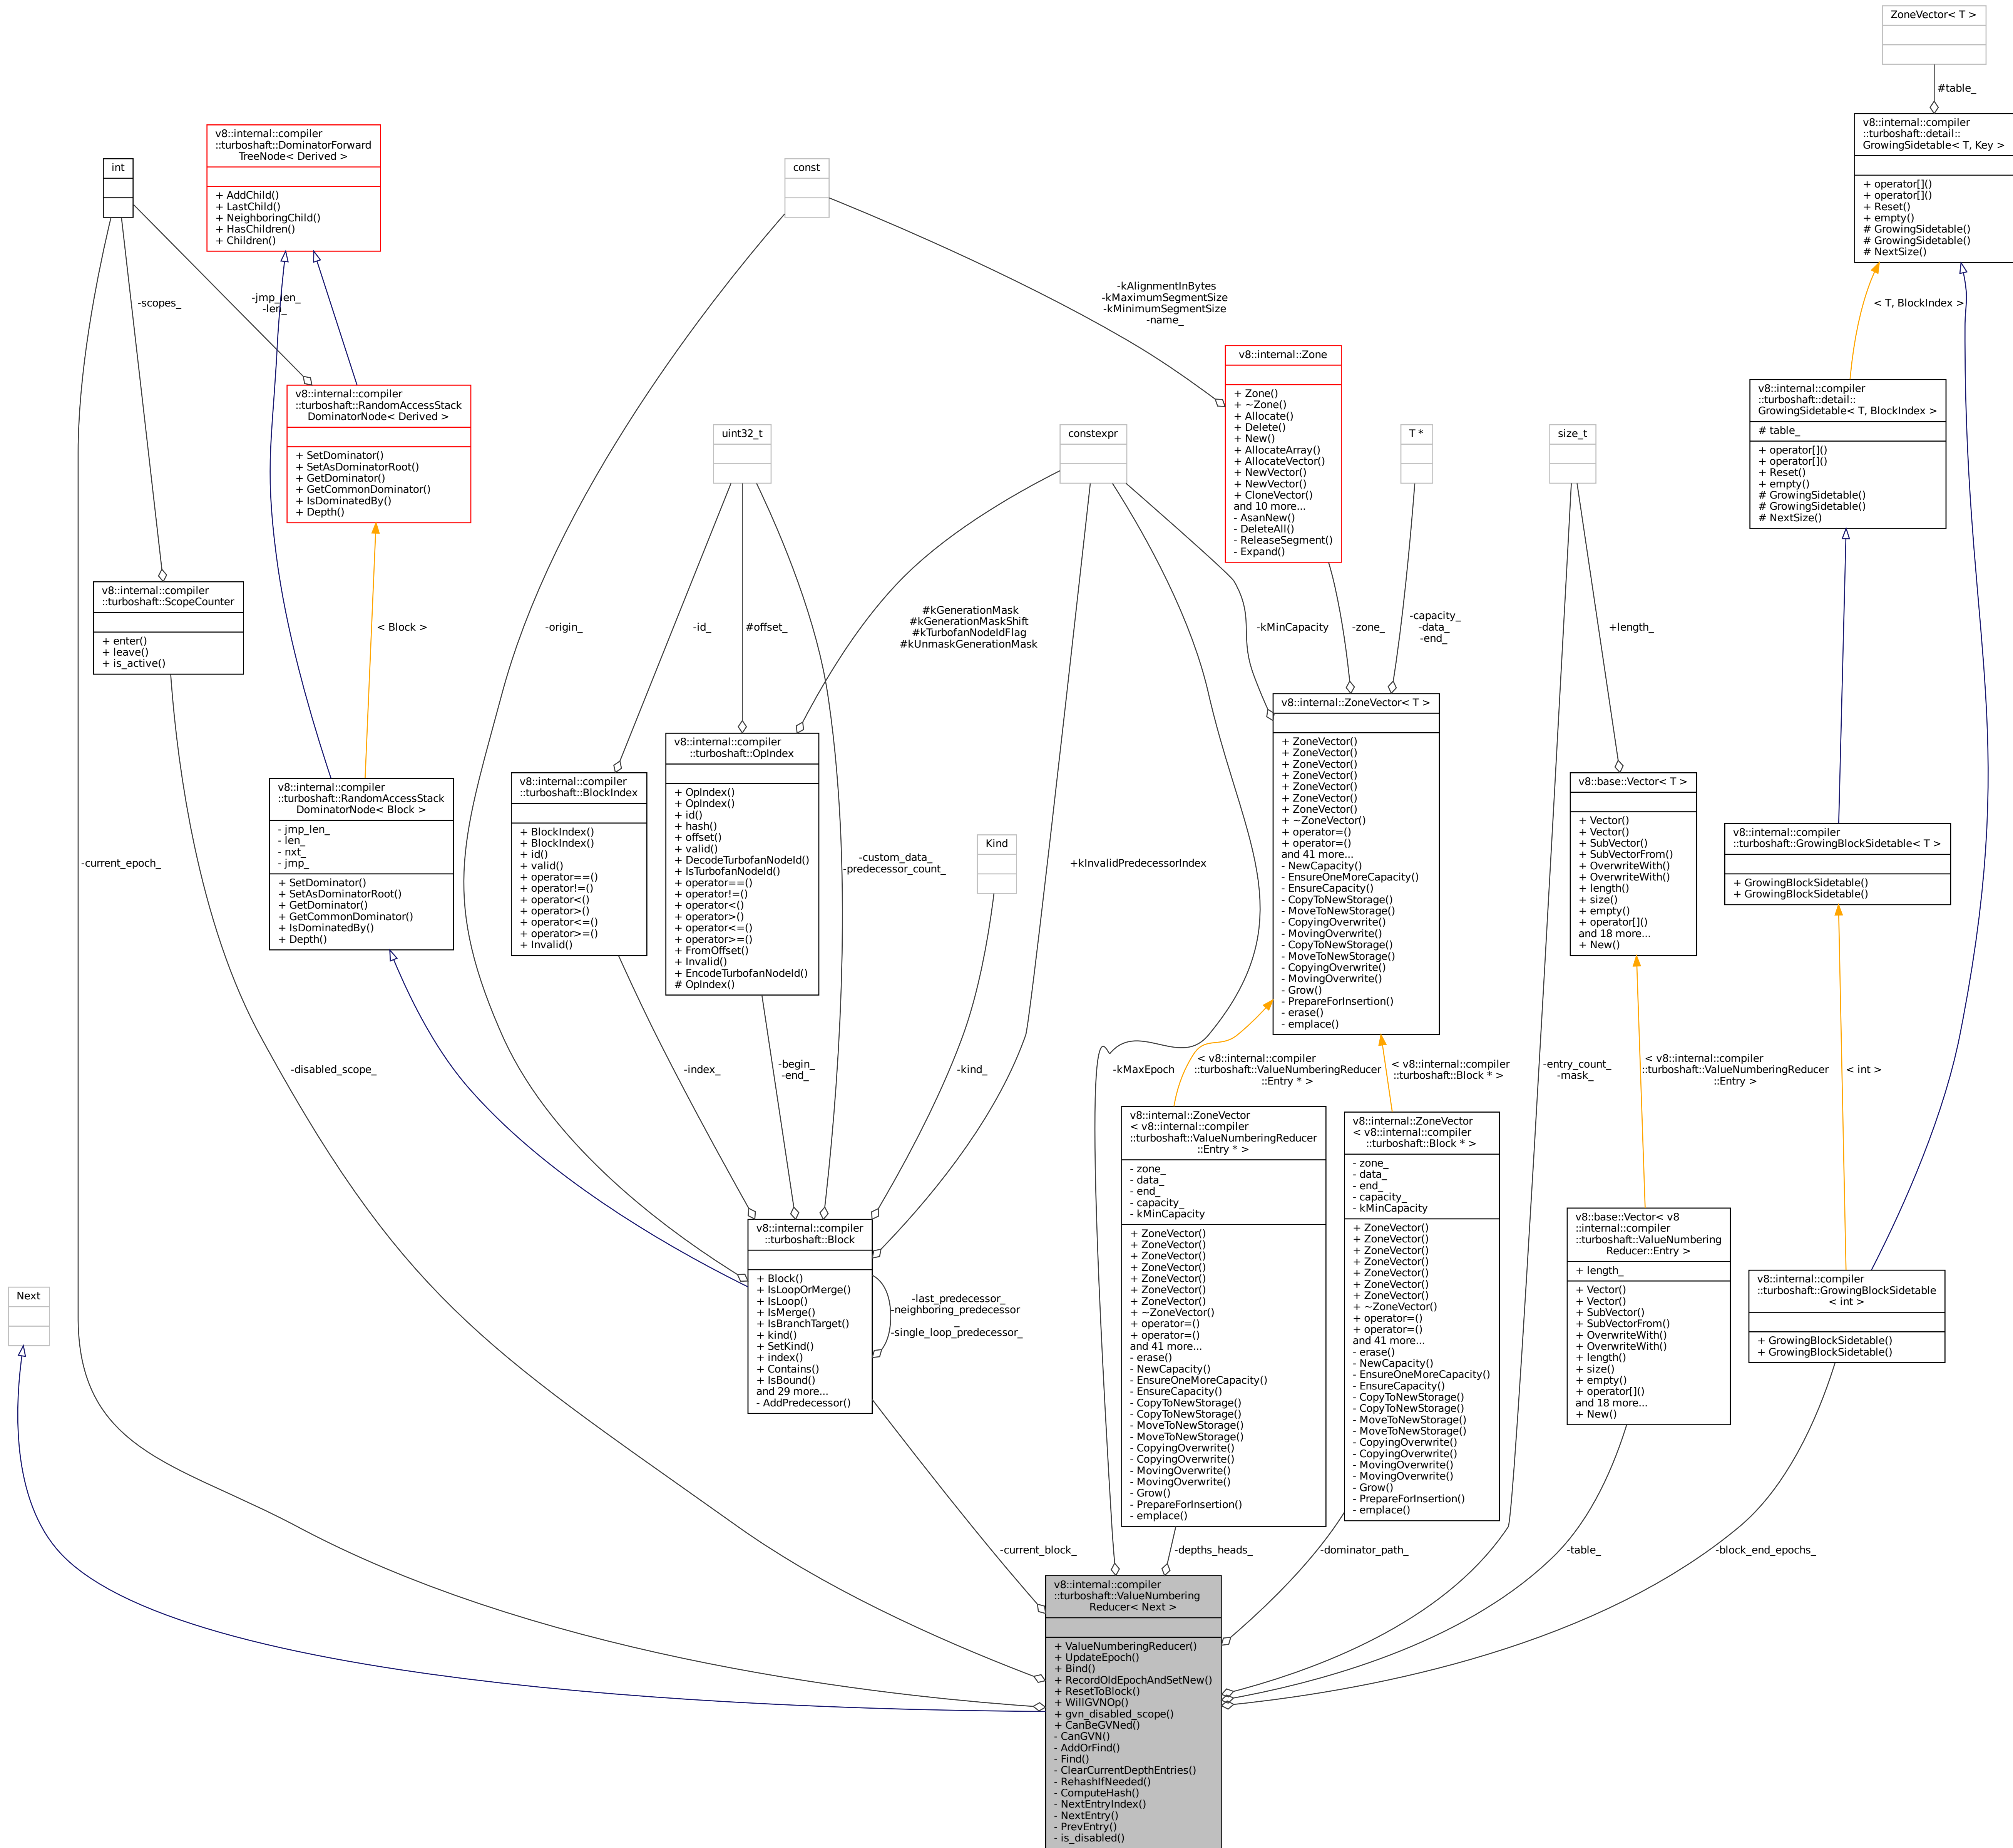 ZoneVector< T >
#table_
v8::internal::compiler
::turboshaft::detail::
GrowingSidetable< T, Key >
+ operator[]()
+ operator[]()
+ Reset()
+ empty()
# GrowingSidetable()
# GrowingSidetable()
# NextSize()
v8::internal::compiler
::turboshaft::DominatorForward
TreeNode< Derived >
+ AddChild()
+ LastChild()
+ NeighboringChild()
+ HasChildren()
+ Children()
int
const
-scopes_
-jmp_len_
-len_
-kAlignmentInBytes
-kMaximumSegmentSize
-kMinimumSegmentSize
-name_
< T, BlockIndex >
v8::internal::Zone
+ Zone()
+ ~Zone()
+ Allocate()
+ Delete()
+ New()
+ AllocateArray()
+ AllocateVector()
+ NewVector()
+ NewVector()
+ CloneVector()
and 10 more...
- AsanNew()
- DeleteAll()
- ReleaseSegment()
- Expand()
v8::internal::compiler
::turboshaft::RandomAccessStack
DominatorNode< Derived >
+ SetDominator()
+ SetAsDominatorRoot()
+ GetDominator()
+ GetCommonDominator()
+ IsDominatedBy()
+ Depth()
uint32_t
constexpr
T *
size_t
v8::internal::compiler
::turboshaft::detail::
GrowingSidetable< T, BlockIndex >
# table_
+ operator[]()
+ operator[]()
+ Reset()
+ empty()
# GrowingSidetable()
# GrowingSidetable()
# NextSize()
v8::internal::compiler
::turboshaft::ScopeCounter
+ enter()
+ leave()
+ is_active()
< Block >
-origin_
-id_
#offset_
#kGenerationMask
#kGenerationMaskShift
#kTurbofanNodeIdFlag
#kUnmaskGenerationMask
-kMinCapacity
-zone_
-capacity_
-data_
-end_
+length_
v8::internal::compiler
::turboshaft::RandomAccessStack
DominatorNode< Block >
- jmp_len_
- len_
- nxt_
- jmp_
+ SetDominator()
+ SetAsDominatorRoot()
+ GetDominator()
+ GetCommonDominator()
+ IsDominatedBy()
+ Depth()
v8::internal::compiler
::turboshaft::BlockIndex
+ BlockIndex()
+ BlockIndex()
+ id()
+ valid()
+ operator==()
+ operator!=()
+ operator<()
+ operator>()
+ operator<=()
+ operator>=()
+ Invalid()
v8::internal::compiler
::turboshaft::OpIndex
+ OpIndex()
+ OpIndex()
+ id()
+ hash()
+ offset()
+ valid()
+ DecodeTurbofanNodeId()
+ IsTurbofanNodeId()
+ operator==()
+ operator!=()
+ operator<()
+ operator>()
+ operator<=()
+ operator>=()
+ FromOffset()
+ Invalid()
+ EncodeTurbofanNodeId()
# OpIndex()
v8::internal::ZoneVector< T >
+ ZoneVector()
+ ZoneVector()
+ ZoneVector()
+ ZoneVector()
+ ZoneVector()
+ ZoneVector()
+ ZoneVector()
+ ~ZoneVector()
+ operator=()
+ operator=()
and 41 more...
- NewCapacity()
- EnsureOneMoreCapacity()
- EnsureCapacity()
- CopyToNewStorage()
- MoveToNewStorage()
- CopyingOverwrite()
- MovingOverwrite()
- CopyToNewStorage()
- MoveToNewStorage()
- CopyingOverwrite()
- MovingOverwrite()
- Grow()
- PrepareForInsertion()
- erase()
- emplace()
v8::base::Vector< T >
+ Vector()
+ Vector()
+ SubVector()
+ SubVectorFrom()
+ OverwriteWith()
+ OverwriteWith()
+ length()
+ size()
+ empty()
+ operator[]()
and 18 more...
+ New()
v8::internal::compiler
::turboshaft::GrowingBlockSidetable< T >
+ GrowingBlockSidetable()
+ GrowingBlockSidetable()
Kind
-current_epoch_
-custom_data_
-predecessor_count_
+kInvalidPredecessorIndex
-disabled_scope_
-index_
-begin_
-end_
-kind_
-kMaxEpoch
< v8::internal::compiler
::turboshaft::ValueNumberingReducer
::Entry * >
< v8::internal::compiler
::turboshaft::Block * >
-entry_count_
-mask_
< v8::internal::compiler
::turboshaft::ValueNumberingReducer
::Entry >
< int >
v8::internal::ZoneVector
< v8::internal::compiler
::turboshaft::ValueNumberingReducer
::Entry * >
- zone_
- data_
- end_
- capacity_
- kMinCapacity
+ ZoneVector()
+ ZoneVector()
+ ZoneVector()
+ ZoneVector()
+ ZoneVector()
+ ZoneVector()
+ ZoneVector()
+ ~ZoneVector()
+ operator=()
+ operator=()
and 41 more...
- erase()
- NewCapacity()
- EnsureOneMoreCapacity()
- EnsureCapacity()
- CopyToNewStorage()
- CopyToNewStorage()
- MoveToNewStorage()
- MoveToNewStorage()
- CopyingOverwrite()
- CopyingOverwrite()
- MovingOverwrite()
- MovingOverwrite()
- Grow()
- PrepareForInsertion()
- emplace()
v8::internal::ZoneVector
< v8::internal::compiler
::turboshaft::Block * >
- zone_
- data_
- end_
- capacity_
- kMinCapacity
+ ZoneVector()
+ ZoneVector()
+ ZoneVector()
+ ZoneVector()
+ ZoneVector()
+ ZoneVector()
+ ZoneVector()
+ ~ZoneVector()
+ operator=()
+ operator=()
and 41 more...
- erase()
- NewCapacity()
- EnsureOneMoreCapacity()
- EnsureCapacity()
- CopyToNewStorage()
- CopyToNewStorage()
- MoveToNewStorage()
- MoveToNewStorage()
- CopyingOverwrite()
- CopyingOverwrite()
- MovingOverwrite()
- MovingOverwrite()
- Grow()
- PrepareForInsertion()
- emplace()
v8::base::Vector< v8
::internal::compiler
::turboshaft::ValueNumbering
Reducer::Entry >
+ length_
+ Vector()
+ Vector()
+ SubVector()
+ SubVectorFrom()
+ OverwriteWith()
+ OverwriteWith()
+ length()
+ size()
+ empty()
+ operator[]()
and 18 more...
+ New()
v8::internal::compiler
::turboshaft::GrowingBlockSidetable
< int >
+ GrowingBlockSidetable()
+ GrowingBlockSidetable()
v8::internal::compiler
::turboshaft::Block
+ Block()
+ IsLoopOrMerge()
+ IsLoop()
+ IsMerge()
+ IsBranchTarget()
+ kind()
+ SetKind()
+ index()
+ Contains()
+ IsBound()
and 29 more...
- AddPredecessor()
-last_predecessor_
-neighboring_predecessor
_
-single_loop_predecessor_
Next
-current_block_
-depths_heads_
-dominator_path_
-table_
-block_end_epochs_
v8::internal::compiler
::turboshaft::ValueNumbering
Reducer< Next >
+ ValueNumberingReducer()
+ UpdateEpoch()
+ Bind()
+ RecordOldEpochAndSetNew()
+ ResetToBlock()
+ WillGVNOp()
+ gvn_disabled_scope()
+ CanBeGVNed()
- CanGVN()
- AddOrFind()
- Find()
- ClearCurrentDepthEntries()
- RehashIfNeeded()
- ComputeHash()
- NextEntryIndex()
- NextEntry()
- PrevEntry()
- is_disabled()